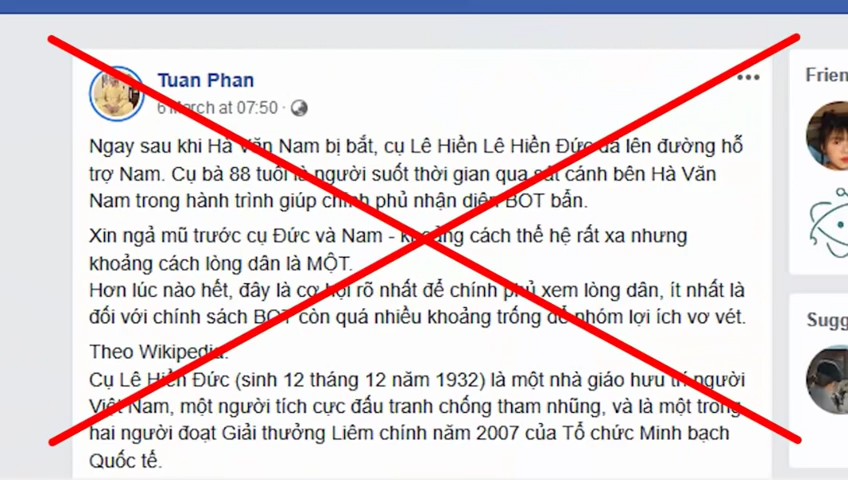 Tuan Phan
6 March at 07:50 ·
Ngay sau khi Hà Văn Nam bị bắt, cụ Lê Hiền Lê Hiền Đức đã lên đường hỗ
trợ Nam. Cụ bà 88 tuổi là người suốt thời gian qua sát cánh bên Hà Văn
Nam trong hành trình giúp chính phủ nhận diện BOT bẩn.
Xin ngả mũ trước cụ Đức và Nam - khoảng cách thế hệ rất xa nhưng
khoảng cách lòng dân là MỘT.
Hơn lúc nào hết, đây là cơ hội rõ nhất để chính phủ xem lòng dân, ít nhất là
đối với chính sách BOT còn quá nhiều khoảng trống để nhóm lợi ích vơ vét.
Theo Wikipedia:
Cụ Lê Hiền Đức (sinh 12 tháng 12 năm 1932) là một nhà giáo hưu trí người
Việt Nam, một người tích cực đấu tranh chống tham nhũng, và là một trong
hai người đoạt Giải thưởng Liêm chính năm 2007 của Tổ chức Minh bạch
Quốc tế.
Frien
Sugg